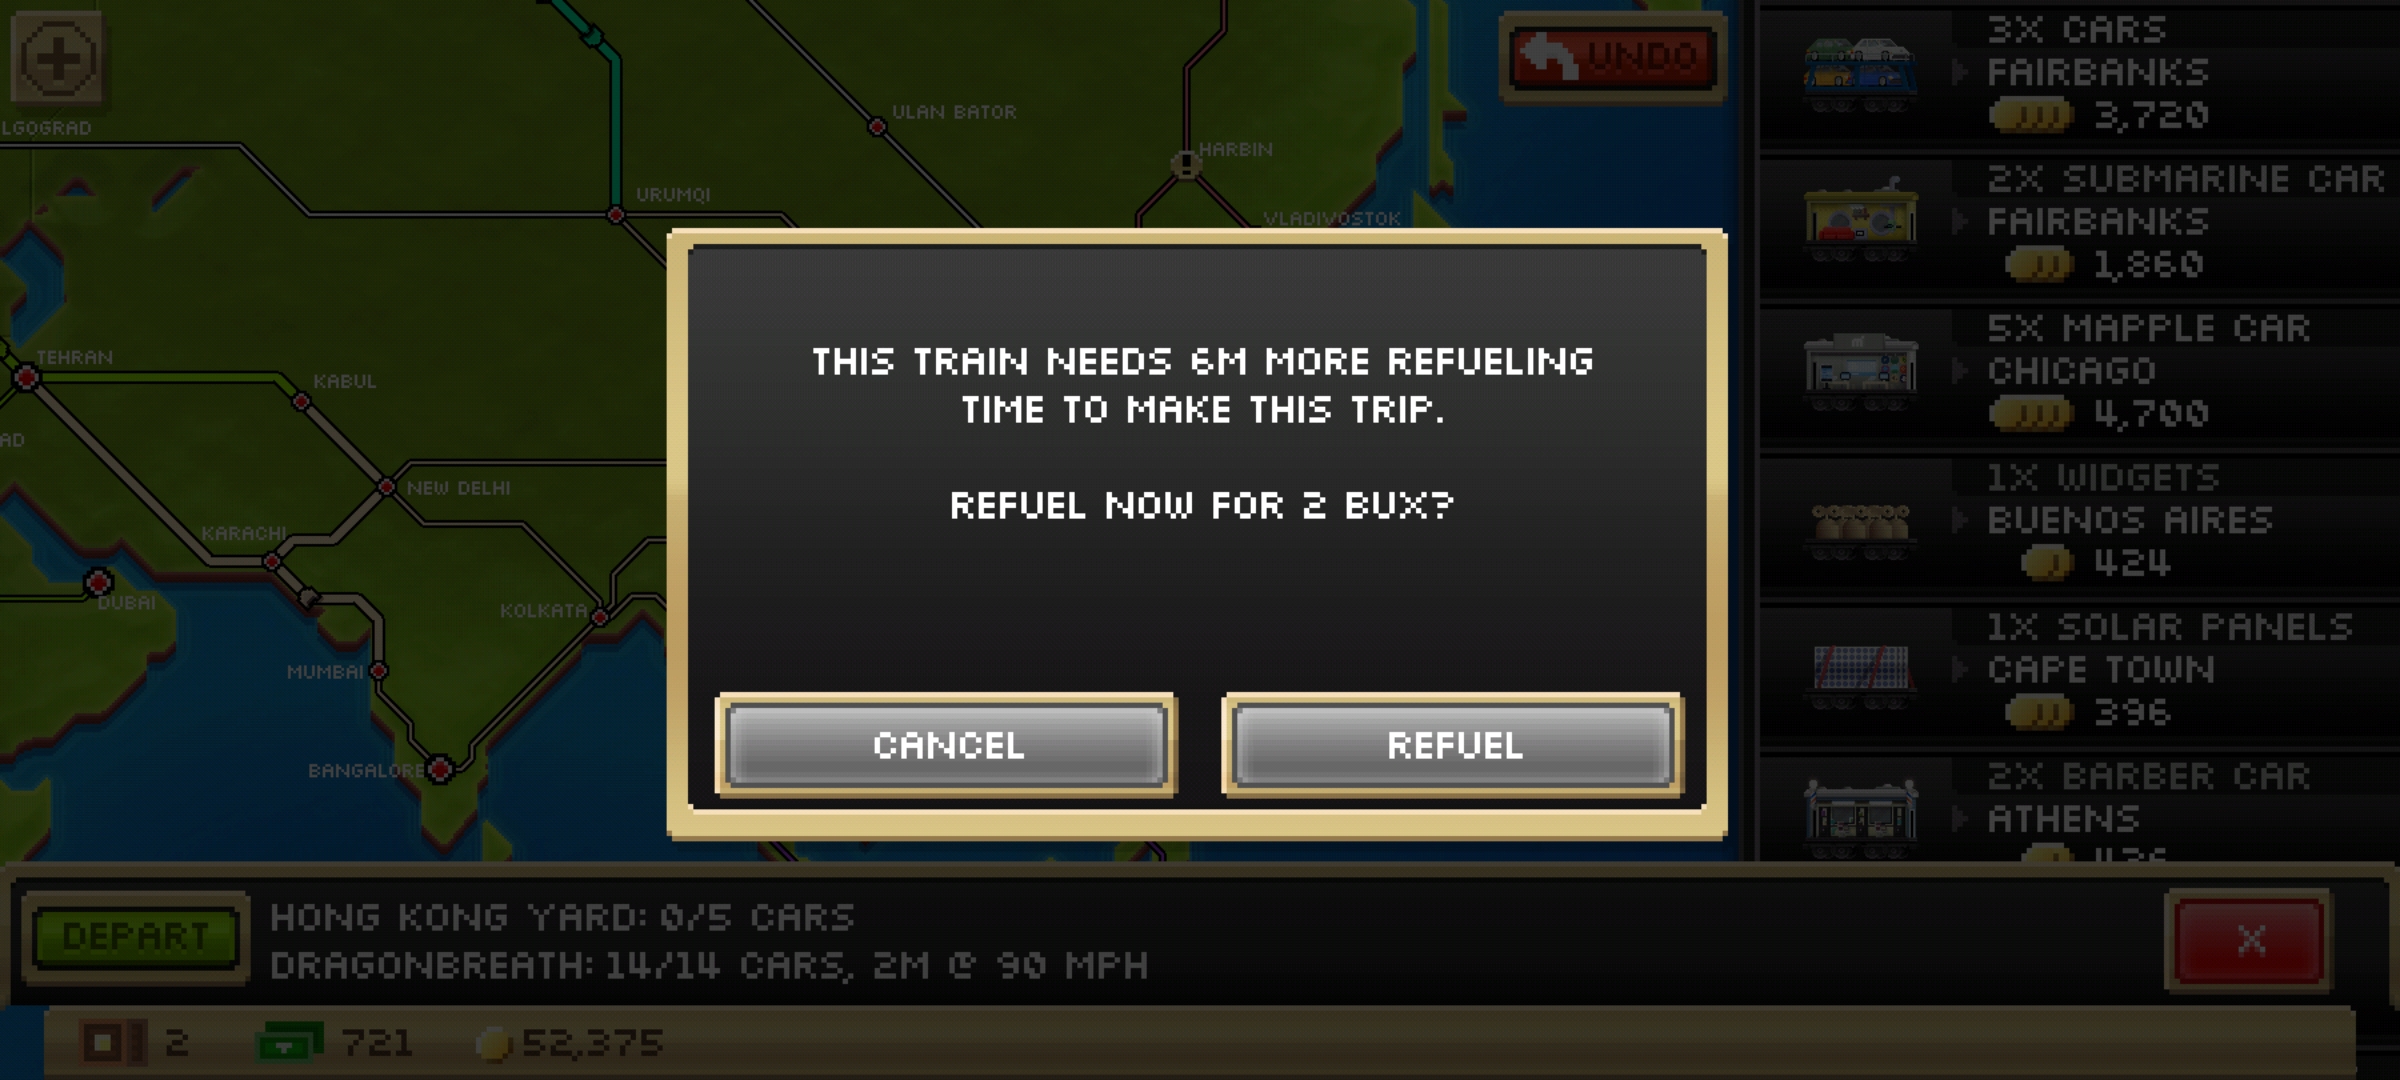 UNDO
LGOGRAD
ULAN BATOR
HARBIN
URUMQI
VLADIVOSTOK
TEHRAN
KABUL
AD
NEW DELHI
KARACHI
DUBAI
KOLKATA
MUMBAI
BANGALORE
THIS TRAIN NEEDS 6M MORE REFUELING
TIME TO MAKE THIS TRIP.
REFUEL NOW FOR 2 BUX?
CANCEL
REFUEL
3X CARS
FAIRBANKS
3,720
2X SUBMARINE CAR
FAIRBANKS
1,860
5X MAPPLE CAR
CHICAGO
4,700
1X WIDGETS
BUENOS AIRES
424
1X SOLAR PANELS
CAPE TOWN
396
2X BARBER CAR
ATHENS
DEPART
HONG KONG YARD: 0/5 CARS
DRAGONBREATH: 14/14 CARS, 2M @ 90 MPH
X
2
721
52,375